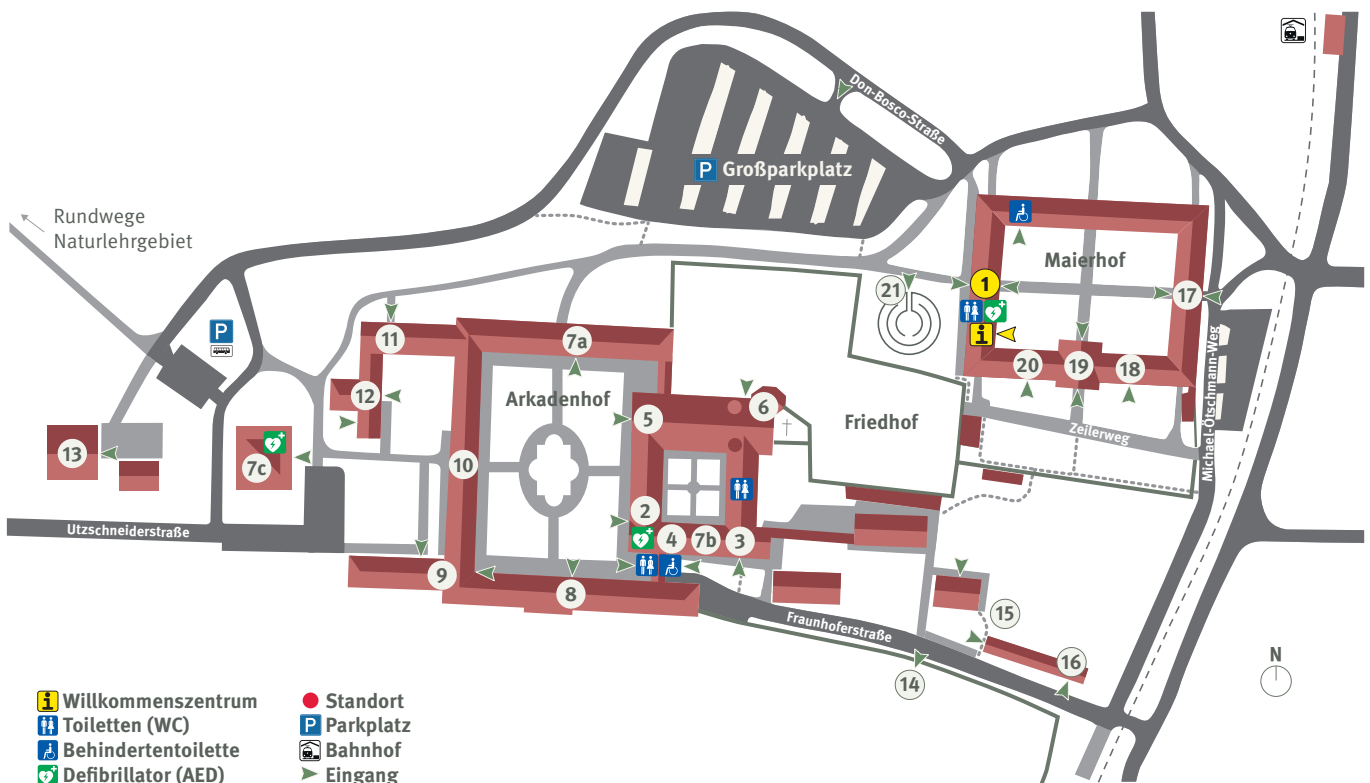 Don-Bosco-Straße
P Großparkplatz
Rundwege
Naturlehrgebiet
Maierhof
1
17
21
P
11
7a
20
19
18
12
Arkadenhof
5
6
Friedhof
Zeilerweg
Michael-Ötschmann-Weg
13
7c
10
2
4
7b
3
Utzschneiderstraße
9
8
15
Fraunhoferstraße
14
16
N
i Willkommenszentrum
Toiletten (WC)
Behindertentoilette
Defibrillator (AED)
Standort
P Parkplatz
Bahnhof
Eingang